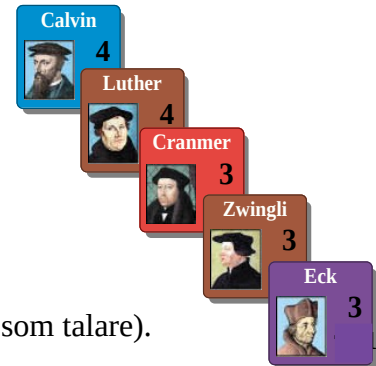 Calvin
4
Luther
4
Cranmer
3
Zwingli
3
Eck
3
som talare).